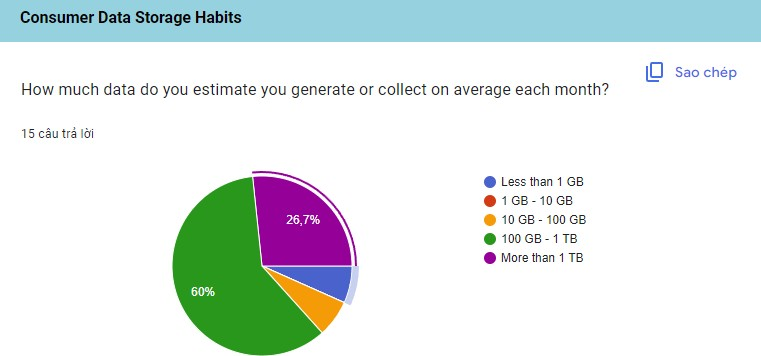 Consumer Data Storage Habits
Sao chép
How much data do you estimate you generate or collect on average each month?
15 câu trả lời
26,7%
60%
Less than 1 GB
1 GB - 10 GB
10 GB - 100 GB
100 GB - 1 TB
More than 1 TB